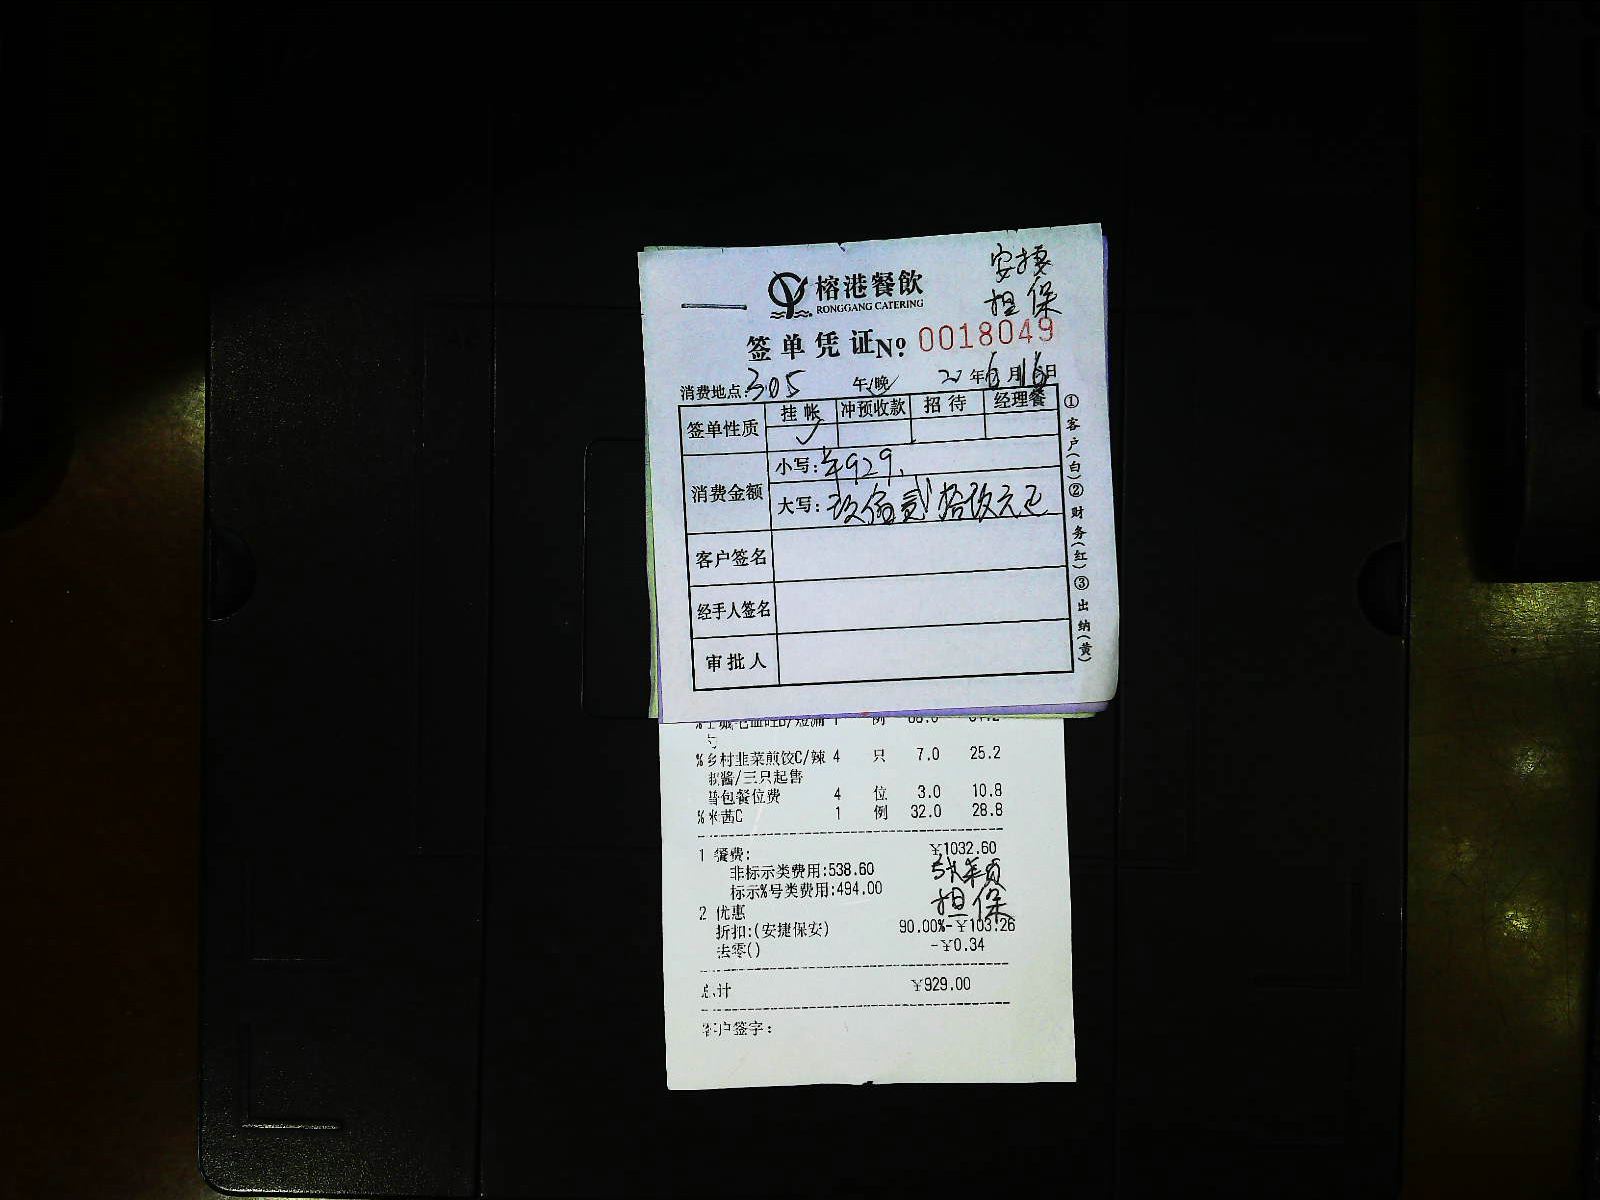 榕港餐飲
RONGGANG CATERING
安捷
担保
签单凭证 No 0018049
消费地点:305 午/晚 21年6月16日
签单性质 挂帐 冲预收款 招待 经理餐
✓
消费金额
小写:¥929.
大写:玖佰贰拾玖元正
客户签名
经手人签名
审批人
①客户(白)②财务(红)③出纳(黄)
%乡村韭菜煎饺C/辣 4 只 7.0 25.2
椒酱/三只起售
普包餐位费 4 位 3.0 10.8
%米茜C 1 例 32.0 28.8
1 餐费: ¥1032.60
非标示类费用:538.60
标示%号类费用:494.00
担保
2 优惠
折扣:(安捷保安) 90.00%-¥103.26
去零() -¥0.34
总计 ¥929.00
客户签字: